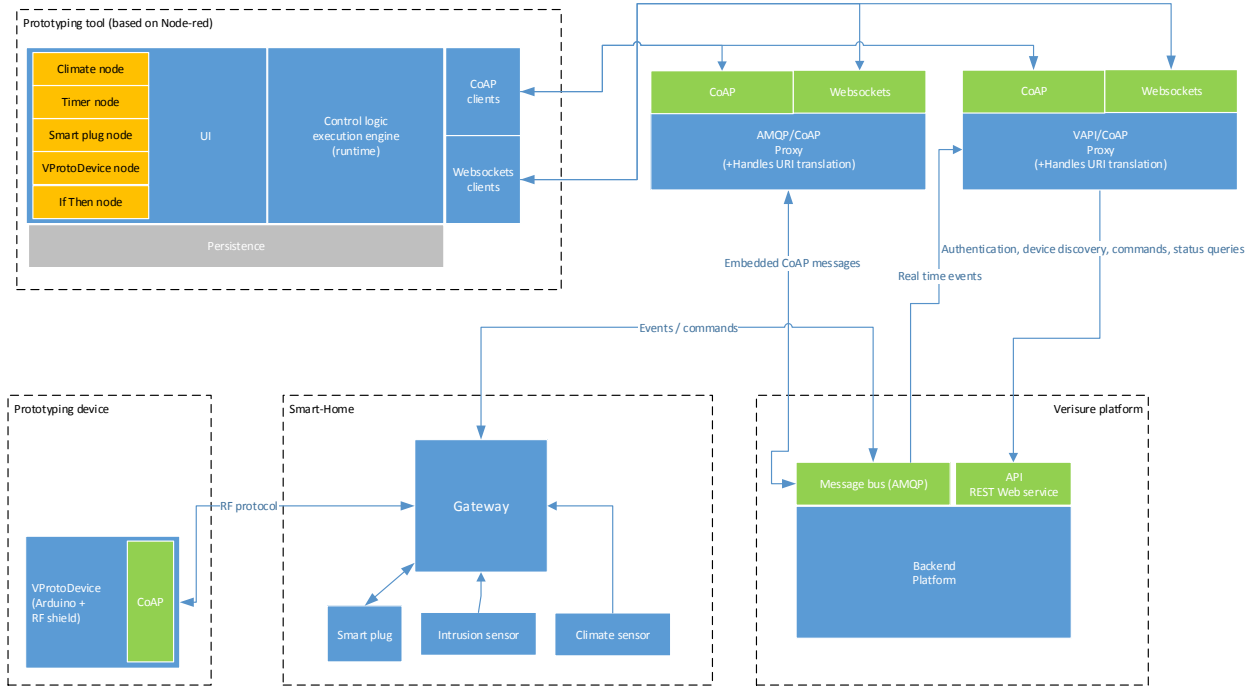 Prototyping tool (based on Node-red)
Climate node
Timer node
Smart plug node
VProtoDevice node
If Then node
UI
Control logic
execution engine
(runtime)
CoAP
clients
Websockets
clients
Persistence
CoAP
Websockets
AMQP/CoAP
Proxy
(+Handles URI translation)
CoAP
Websockets
VAPI/CoAP
Proxy
(+Handles URI translation)
Authentication, device discovery, commands, status queries
Embedded CoAP messages
Real time events
Events / commands
Prototyping device
VProtoDevice
(Arduino +
RF shield)
CoAP
RF protocol
Smart-Home
Gateway
Smart plug
Intrusion sensor
Climate sensor
Verisure platform
Message bus (AMQP)
API
REST Web service
Backend
Platform